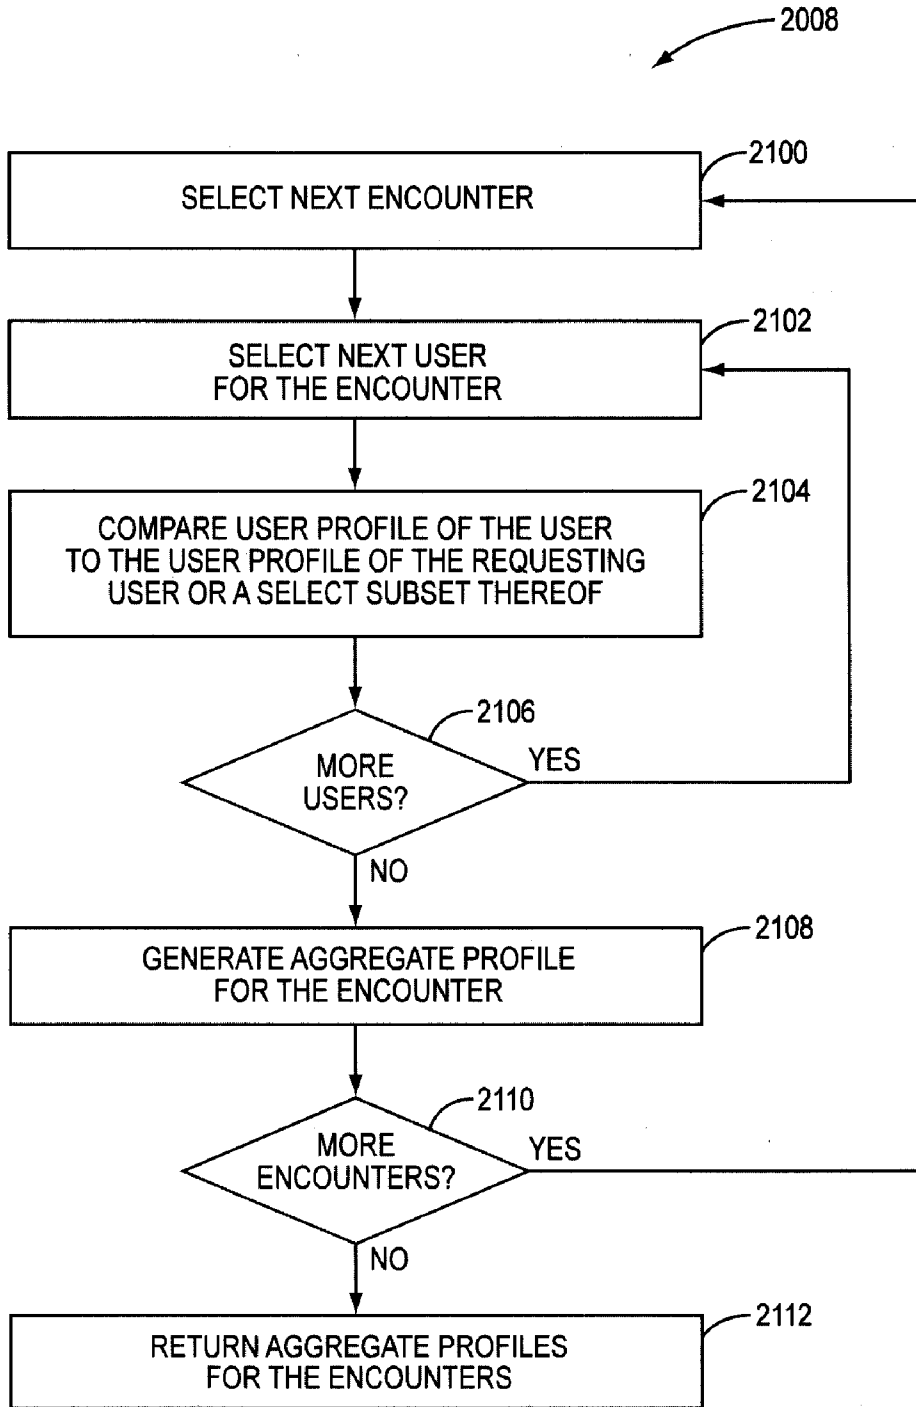 2008
2100
SELECT NEXT ENCOUNTER
2102
SELECT NEXT USER
FOR THE ENCOUNTER
2104
COMPARE USER PROFILE OF THE USER
TO THE USER PROFILE OF THE REQUESTING
USER OR A SELECT SUBSET THEREOF
2106
MORE
USERS?
YES
NO
2108
GENERATE AGGREGATE PROFILE
FOR THE ENCOUNTER
2110
MORE
ENCOUNTERS?
YES
NO
2112
RETURN AGGREGATE PROFILES
FOR THE ENCOUNTERS